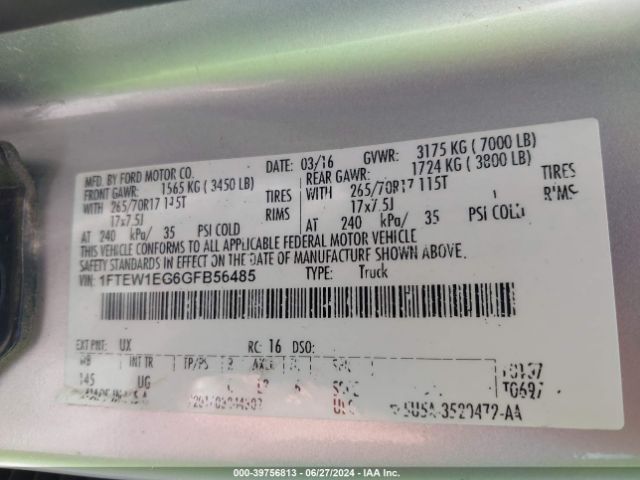 MFD. BY FORD MOTOR CO. DATE: 03/16 GVWR: 3175 KG ( 7000 LB)
FRONT GAWR: 1565 KG ( 3450 LB) REAR GAWR: 1724 KG ( 3800 LB)
WITH 265/70R17 115T TIRES WITH 265/70R17 115T TIRES
17x7.5J RIMS 17x7.5J RIMS
AT 240 kPa/ 35 PSI COLD AT 240 kPa/ 35 PSI COLD
THIS VEHICLE CONFORMS TO ALL APPLICABLE FEDERAL MOTOR VEHICLE
SAFETY STANDARDS IN EFFECT ON THE DATE OF MANUFACTURE SHOWN ABOVE.
VIN: 1FTEW1EG6GFB56485 TYPE: Truck
EXT PNT: UX RC: 16 DSO:
WB INT TR TP/PS R AXLE
145 UG T0697
000-39756813 - 06/27/2024 - IAA Inc.